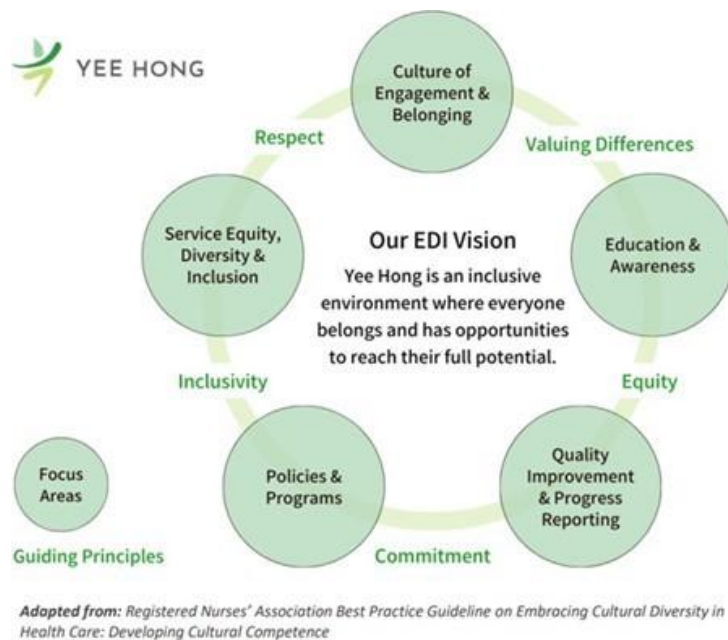 YEE HONG
Culture of
Engagement &
Belonging
Respect
Valuing Differences
Service Equity,
Diversity &
Inclusion
Our EDI Vision
Yee Hong is an inclusive
environment where everyone
belongs and has opportunities
to reach their full potential.
Education &
Awareness
Inclusivity
Equity
Focus
Areas
Policies &
Programs
Quality
Improvement
& Progress
Reporting
Guiding Principles
Commitment
Adapted from: Registered Nurses' Association Best Practice Guideline on Embracing Cultural Diversity in
Health Care: Developing Cultural Competence